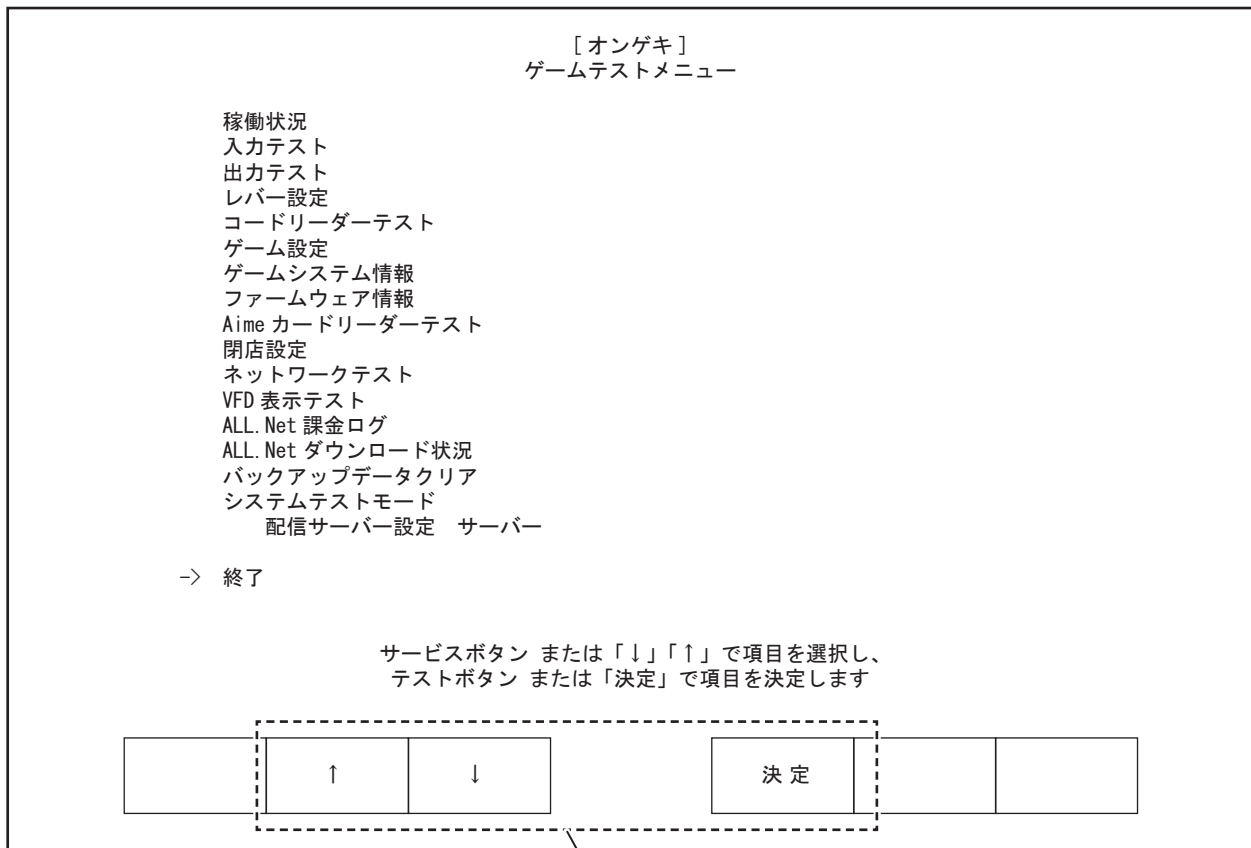 [オンゲキ]
ゲームテストメニュー
稼働状況
入力テスト
出力テスト
レバー設定
コードリーダーテスト
ゲーム設定
ゲームシステム情報
ファームウェア情報
Aime カードリーダーテスト
閉店設定
ネットワークテスト
VFD 表示テスト
ALL.Net 課金ログ
ALL.Net ダウンロード状況
バックアップデータクリア
システムテストモード
配信サーバー設定　サーバー
-> 終了
サービスボタン または「↓」「↑」で項目を選択し、
テストボタン または「決定」で項目を決定します
↑ ↓ 決定